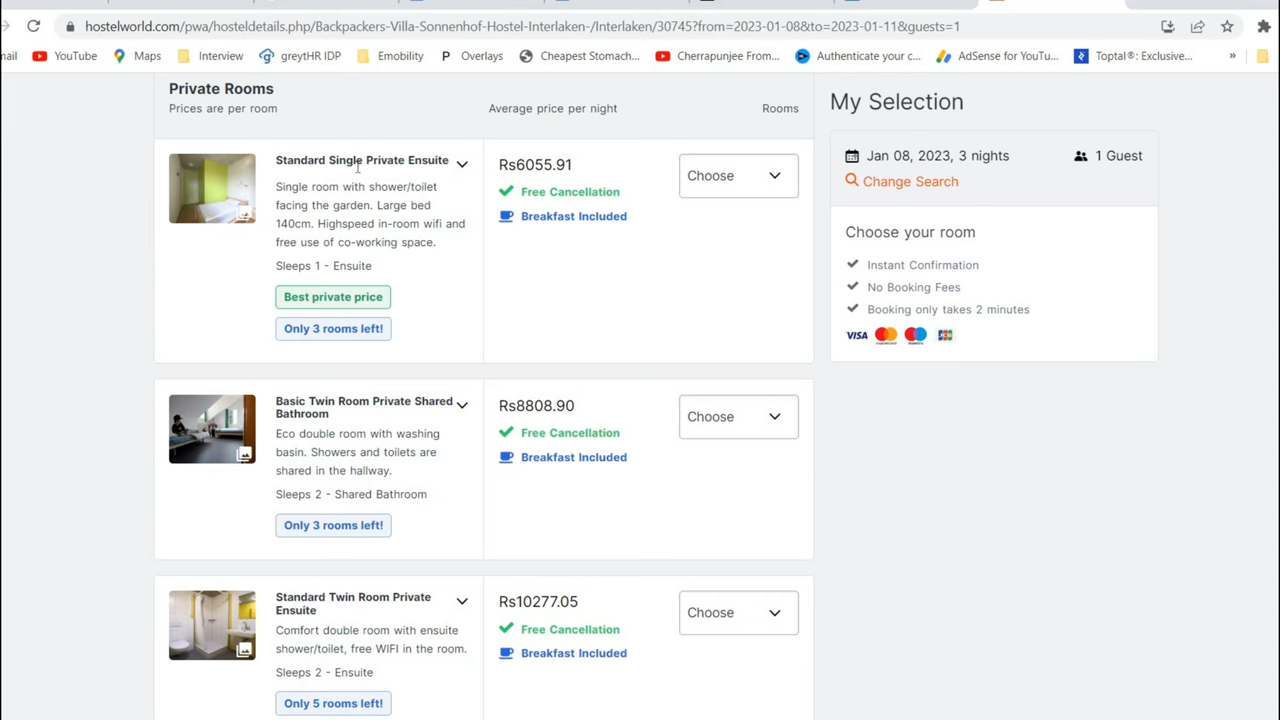 hostelworld.com/pwa/hosteldetails.php/Backpackers-Villa-Sonnenhof-Hostel-Interlaken-/Interlaken/30745?from=2023-01-08&to=2023-01-11&guests=1
mail YouTube Maps Interview greytHR IDP Emobility P Overlays Cheapest Stomach... Cherrapunjee From... Authenticate your c... AdSense for YouTu... Toptal®: Exclusive... »
Private Rooms
Prices are per room
Average price per night
Rooms
Standard Single Private Ensuite
Single room with shower/toilet
facing the garden. Large bed
140cm. Highspeed in-room wifi and
free use of co-working space.
Sleeps 1 - Ensuite
Best private price
Only 3 rooms left!
Rs6055.91
Free Cancellation
Breakfast Included
Choose
Basic Twin Room Private Shared
Bathroom
Eco double room with washing
basin. Showers and toilets are
shared in the hallway.
Sleeps 2 - Shared Bathroom
Only 3 rooms left!
Rs8808.90
Free Cancellation
Breakfast Included
Choose
Standard Twin Room Private
Ensuite
Comfort double room with ensuite
shower/toilet, free WIFI in the room.
Sleeps 2 - Ensuite
Only 5 rooms left!
Rs10277.05
Free Cancellation
Breakfast Included
Choose
My Selection
Jan 08, 2023, 3 nights
1 Guest
Change Search
Choose your room
Instant Confirmation
No Booking Fees
Booking only takes 2 minutes
VISA